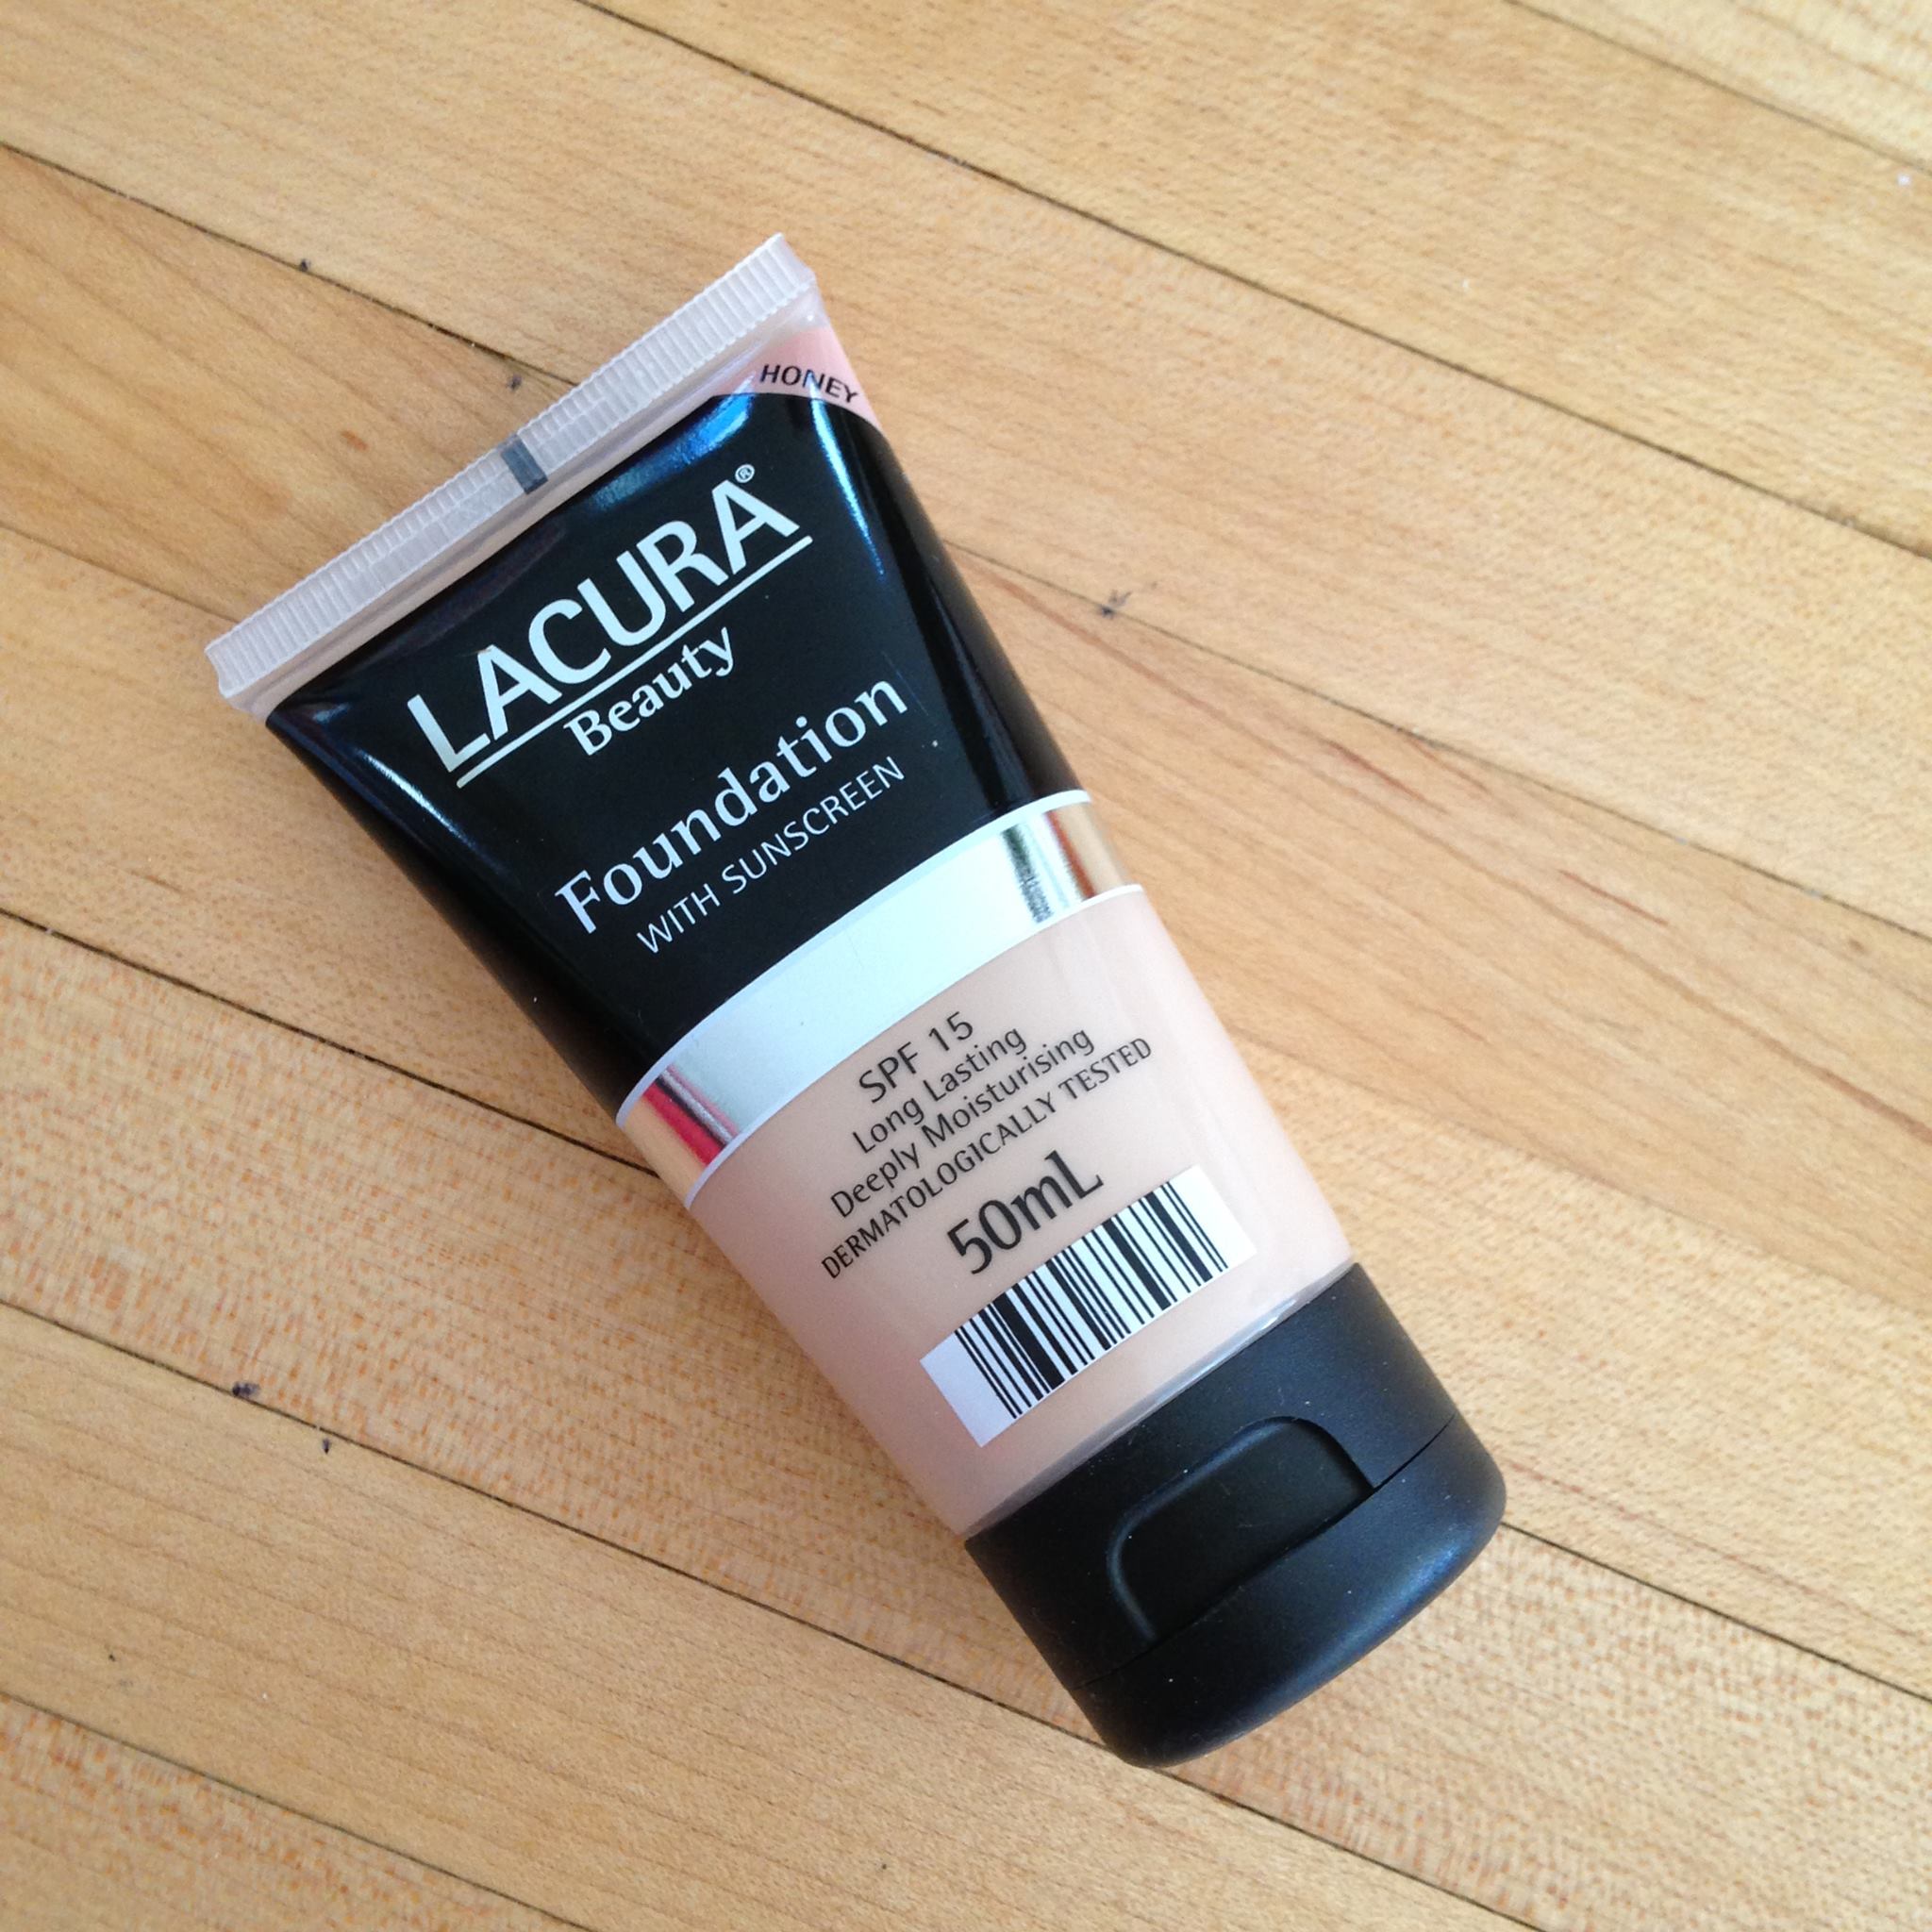 HONEY
LACURA®
Beauty
Foundation
WITH SUNSCREEN
SPF 15
Long Lasting
Deeply Moisturising
DERMATOLOGICALLY TESTED
50mL